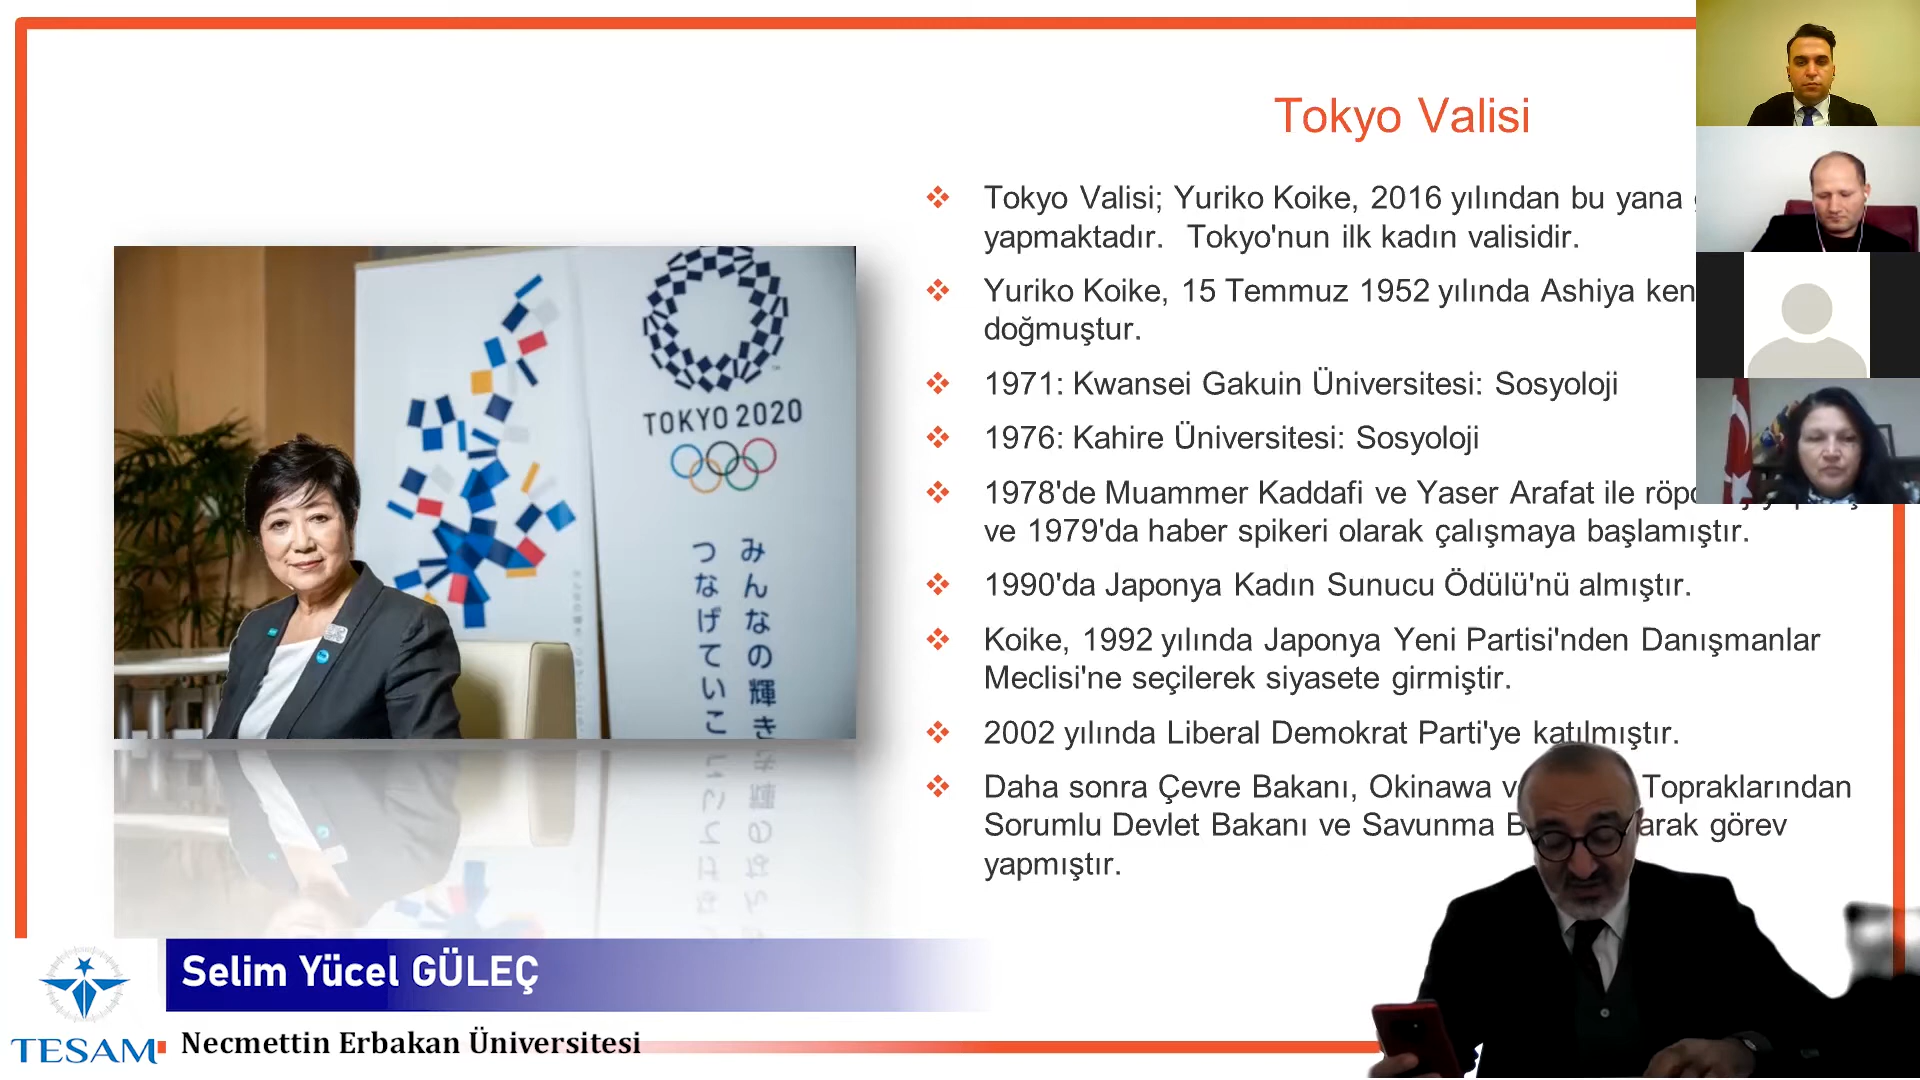 Tokyo Valisi
Tokyo Valisi; Yuriko Koike, 2016 yılından bu yana
yapmaktadır. Tokyo'nun ilk kadın valisidir.
Yuriko Koike, 15 Temmuz 1952 yılında Ashiya
doğmuştur.
1971: Kwansei Gakuin Üniversitesi: Sosyoloji
1976: Kahire Üniversitesi: Sosyoloji
1978'de Muammer Kaddafi ve Yaser Arafat ile
ve 1979'da haber spikeri olarak çalışmaya başlamıştır.
1990'da Japonya Kadın Sunucu Ödülü'nü almıştır.
Koike, 1992 yılında Japonya Yeni Partisi'nden Danışmanlar
Meclisi'ne seçilerek siyasete girmiştir.
2002 yılında Liberal Demokrat Parti'ye katılmıştır.
Daha sonra Çevre Bakanı, Okinawa Topraklarından
Sorumlu Devlet Bakanı ve Savunma görev
yapmıştır.
TOKYO 2020
みんなの輝き
つなげていこ
Selim Yücel GÜLEÇ
Necmettin Erbakan Üniversitesi
TESAM